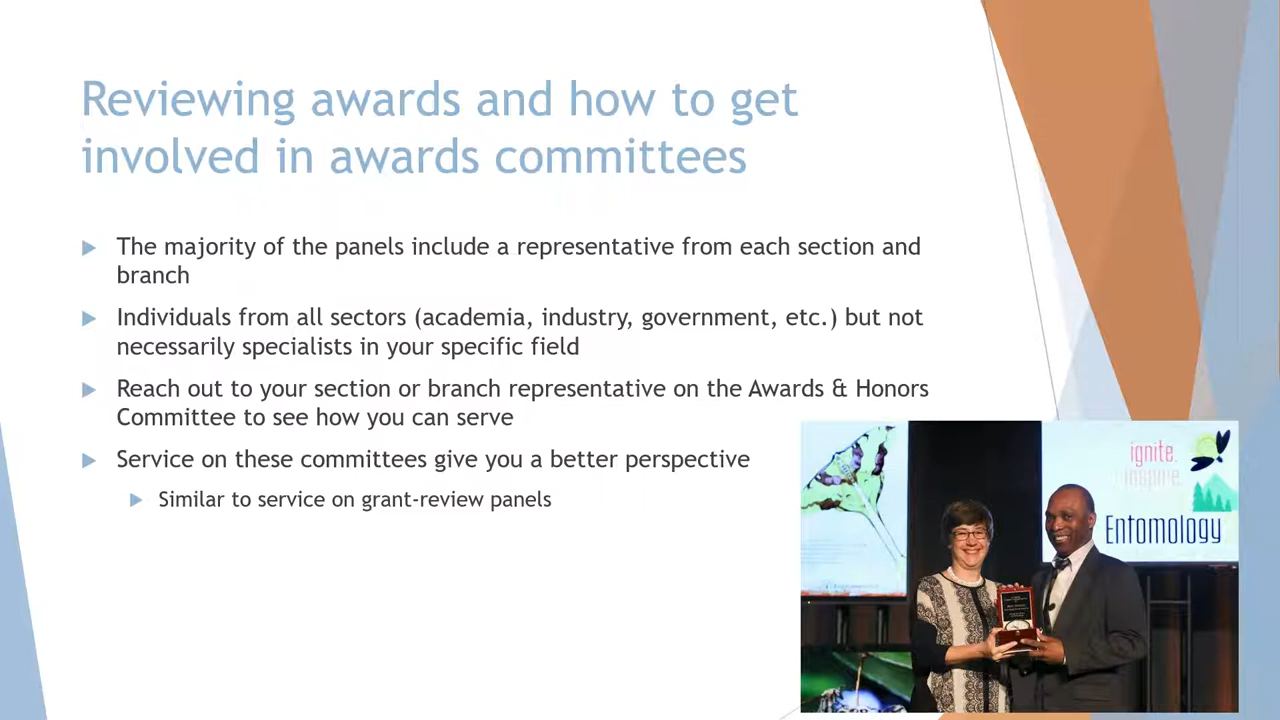 Reviewing awards and how to get
involved in awards committees
The majority of the panels include a representative from each section and
branch
Individuals from all sectors (academia, industry, government, etc.) but not
necessarily specialists in your specific field
Reach out to your section or branch representative on the Awards & Honors
Committee to see how you can serve
Service on these committees give you a better perspective
Similar to service on grant-review panels
ignite.
inspire.
Entomology